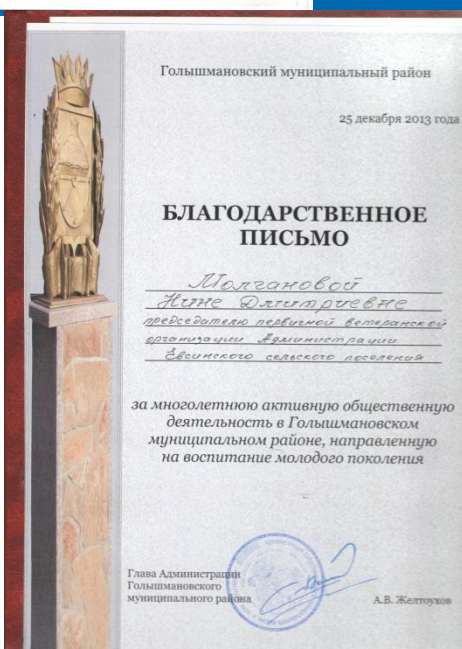 Голышмановский муниципальный район
25 декабря 2013 года
БЛАГОДАРСТВЕННОЕ
ПИСЬМО
Молчановой
Нине Дмитриевне
председателю первичной ветеранской
организации Администрации
Евсинского сельского поселения
за многолетнюю активную общественную
деятельность в Голышмановском
муниципальном районе, направленную
на воспитание молодого поколения
Глава Администрации
Голышмановского
муниципального района
А.В. Желтоухов